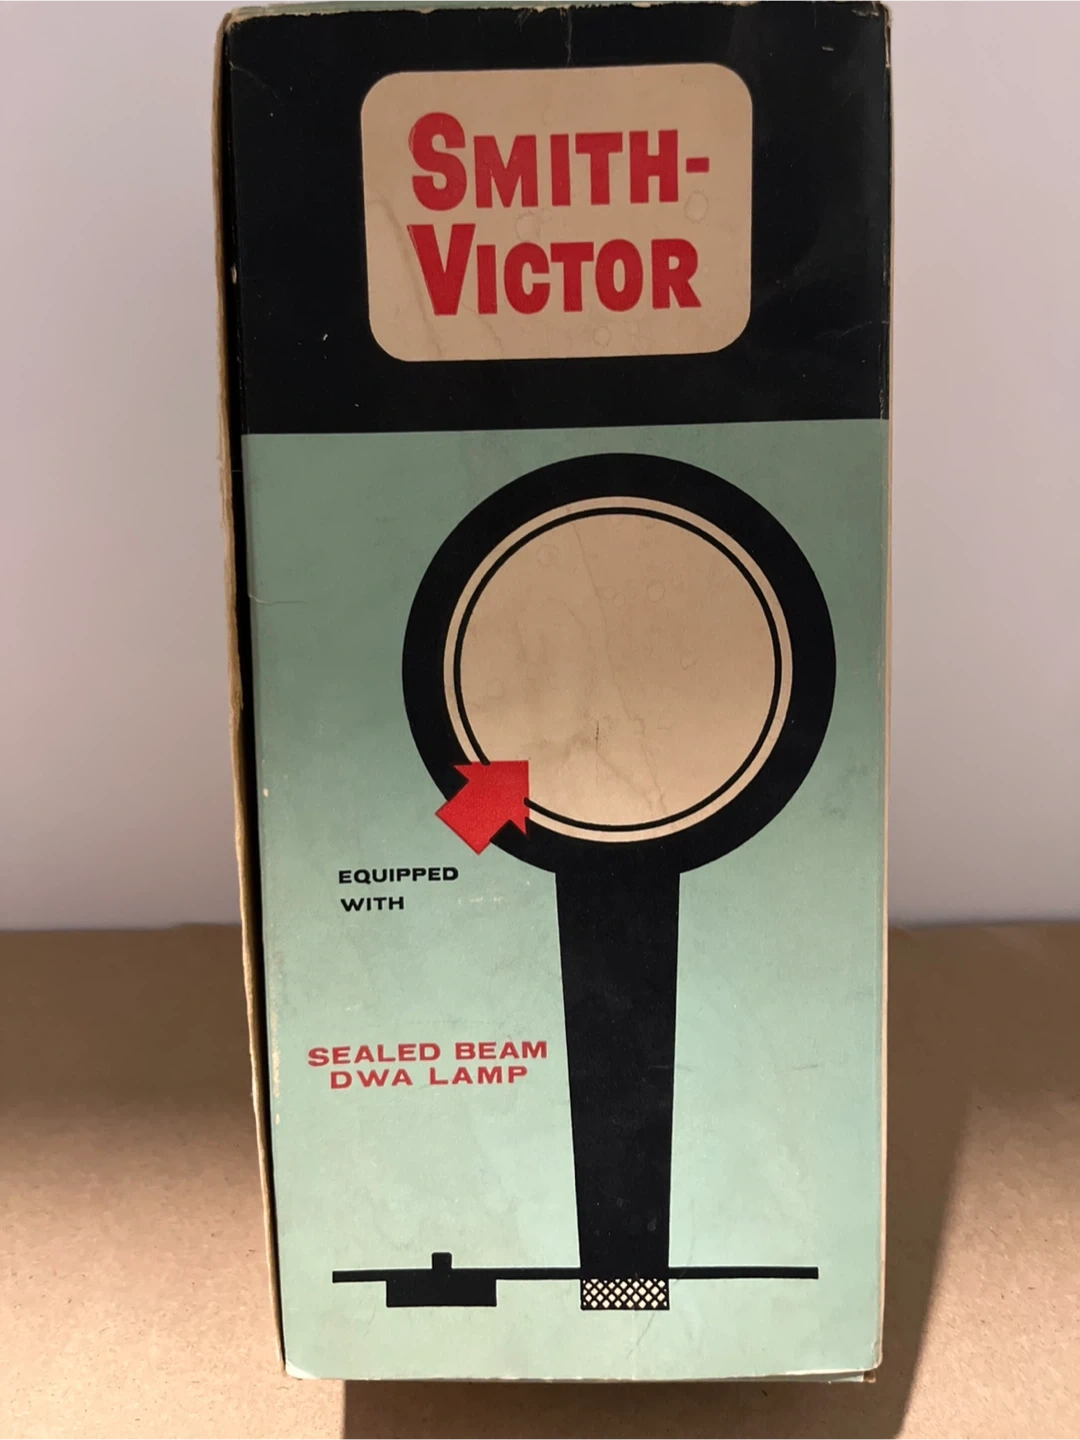 SMITH-
VICTOR
EQUIPPED
WITH
SEALED BEAM
DWA LAMP